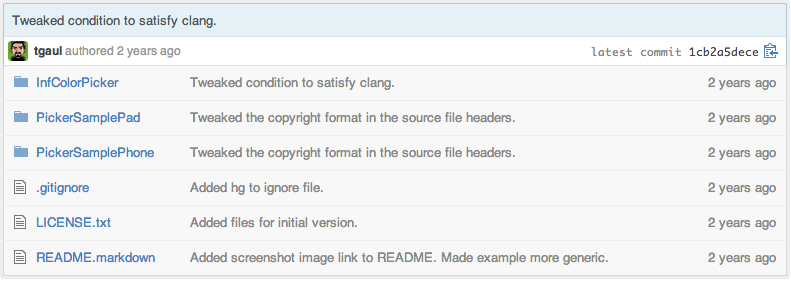 Tweaked condition to satisfy clang.
tgaul authored 2 years ago latest commit 1cb2a5dece
InfColorPicker Tweaked condition to satisfy clang. 2 years ago
PickerSamplePad Tweaked the copyright format in the source file headers. 2 years ago
PickerSamplePhone Tweaked the copyright format in the source file headers. 2 years ago
.gitignore Added hg to ignore file. 2 years ago
LICENSE.txt Added files for initial version. 2 years ago
README.markdown Added screenshot image link to README. Made example more generic. 2 years ago